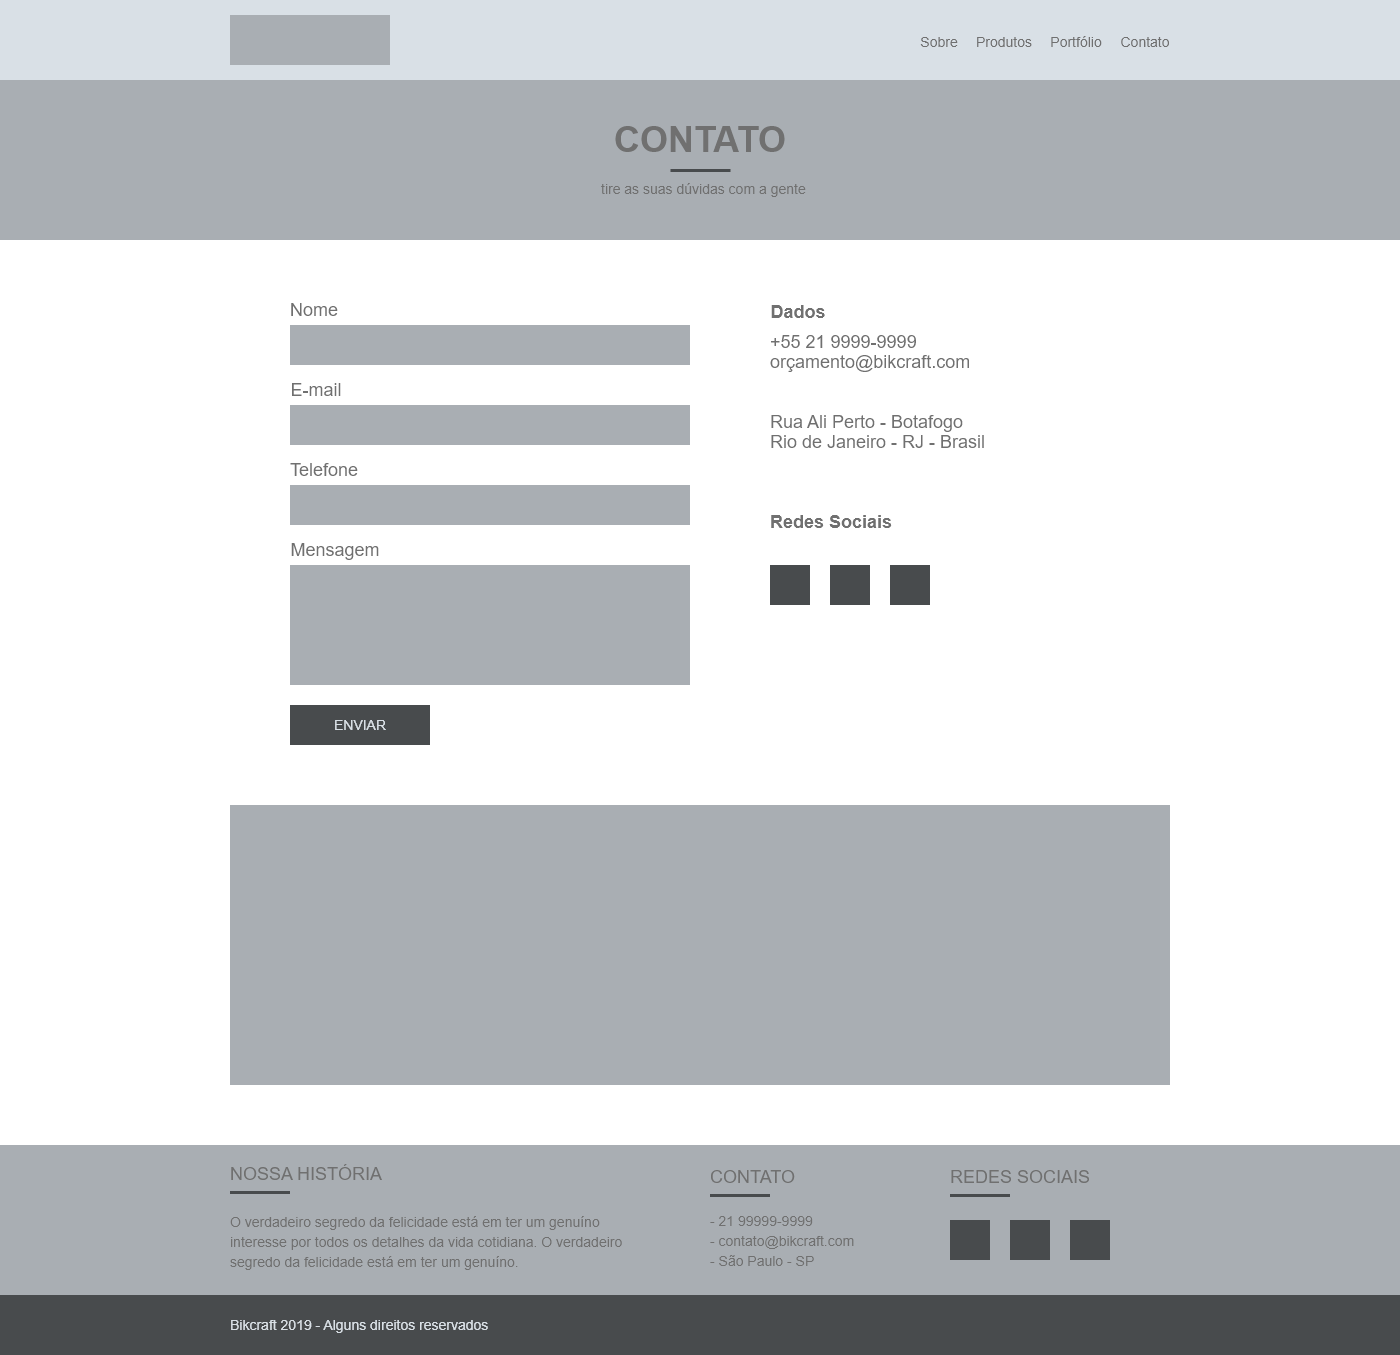 Sobre Produtos Portfólio Contato
CONTATO
tire as suas dúvidas com a gente
Nome
E-mail
Telefone
Mensagem
ENVIAR
Dados
+55 21 9999-9999
orçamento@bikcraft.com
Rua Ali Perto - Botafogo
Rio de Janeiro - RJ - Brasil
Redes Sociais
NOSSA HISTÓRIA
O verdadeiro segredo da felicidade está em ter um genuíno
interesse por todos os detalhes da vida cotidiana. O verdadeiro
segredo da felicidade está em ter um genuíno.
CONTATO
- 21 99999-9999
- contato@bikcraft.com
- São Paulo - SP
REDES SOCIAIS
Bikcraft 2019 - Alguns direitos reservados